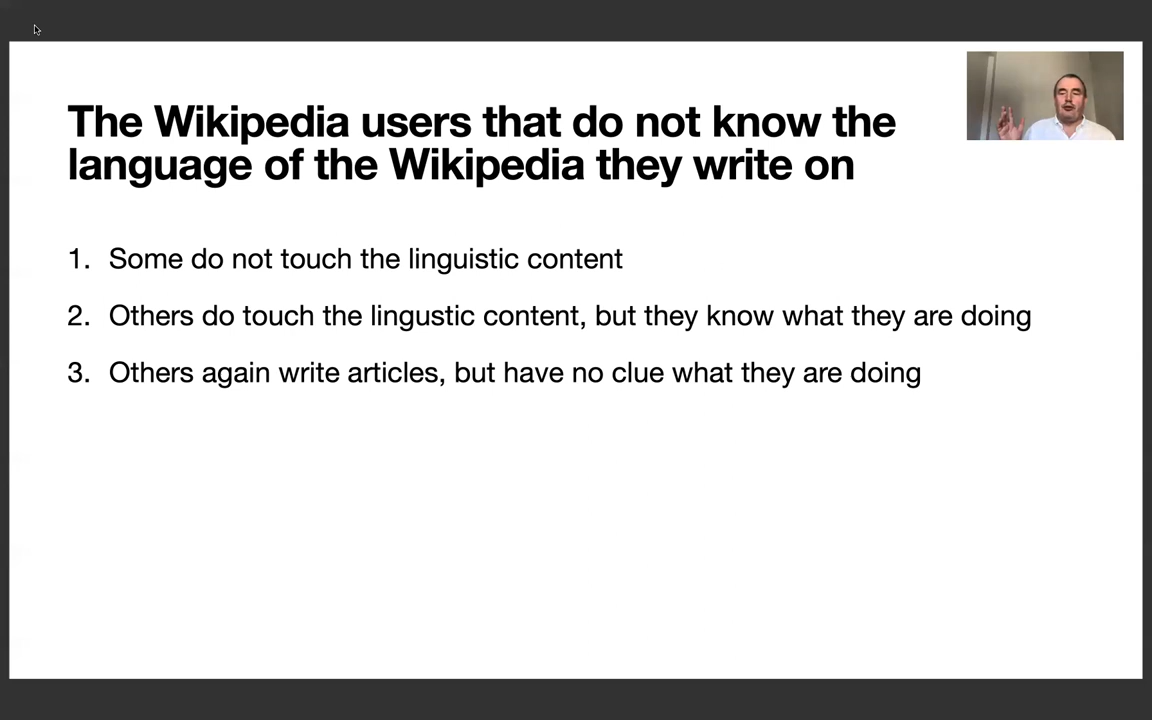 The Wikipedia users that do not know the
language of the Wikipedia they write on
1. Some do not touch the linguistic content
2. Others do touch the lingustic content, but they know what they are doing
3. Others again write articles, but have no clue what they are doing